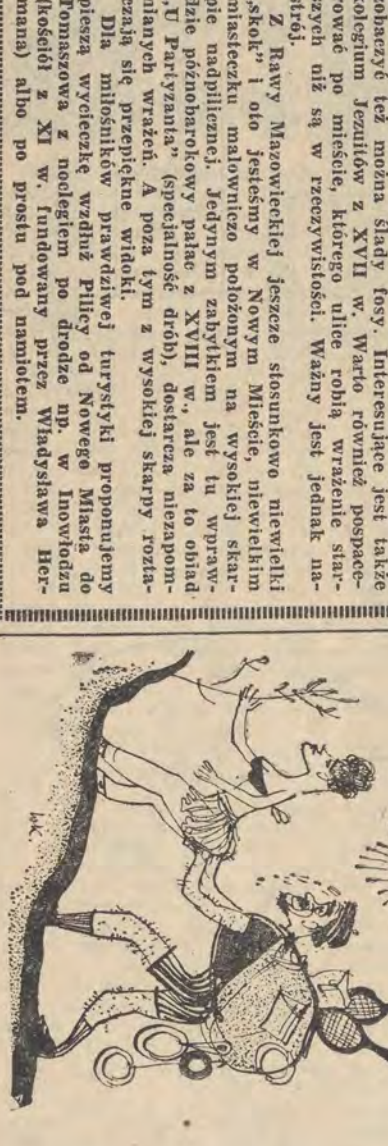 zobaczyć też można ślady fosy. Interesujące jest także
kolegium Jezuitów z XVII w. Warto również pospace-
rować po mieście, którego ulice robią wrażenie star-
szych niż są w rzeczywistości. Ważny jest jednak na-
strój.
Z Rawy Mazowieckiej jeszcze stosunkowo niewielki
„skok” i oto jesteśmy w Nowym Mieście, niewielkim
miasteczku malowniczo położonym na wysokiej skar-
pie nadpilicznej. Jedynym zabytkiem jest tu wpraw-
dzie późnobarokowy pałac z XVIII w., ale za to obiad
„U Partyzanta” (specjalność drób), dostarcza niezapom-
nianych wrażeń. A poza tym z wysokiej skarpy rozta-
czają się przepiękne widoki.
Dla miłośników prawdziwej turystyki proponujemy
pieszą wycieczkę wzdłuż Pilicy od Nowego Miasta do
Tomaszowa z noclegiem po drodze np. w Inowłodzu
(kościół z XI w. fundowany przez Władysława Her-
mana) albo po prostu pod namiotem.